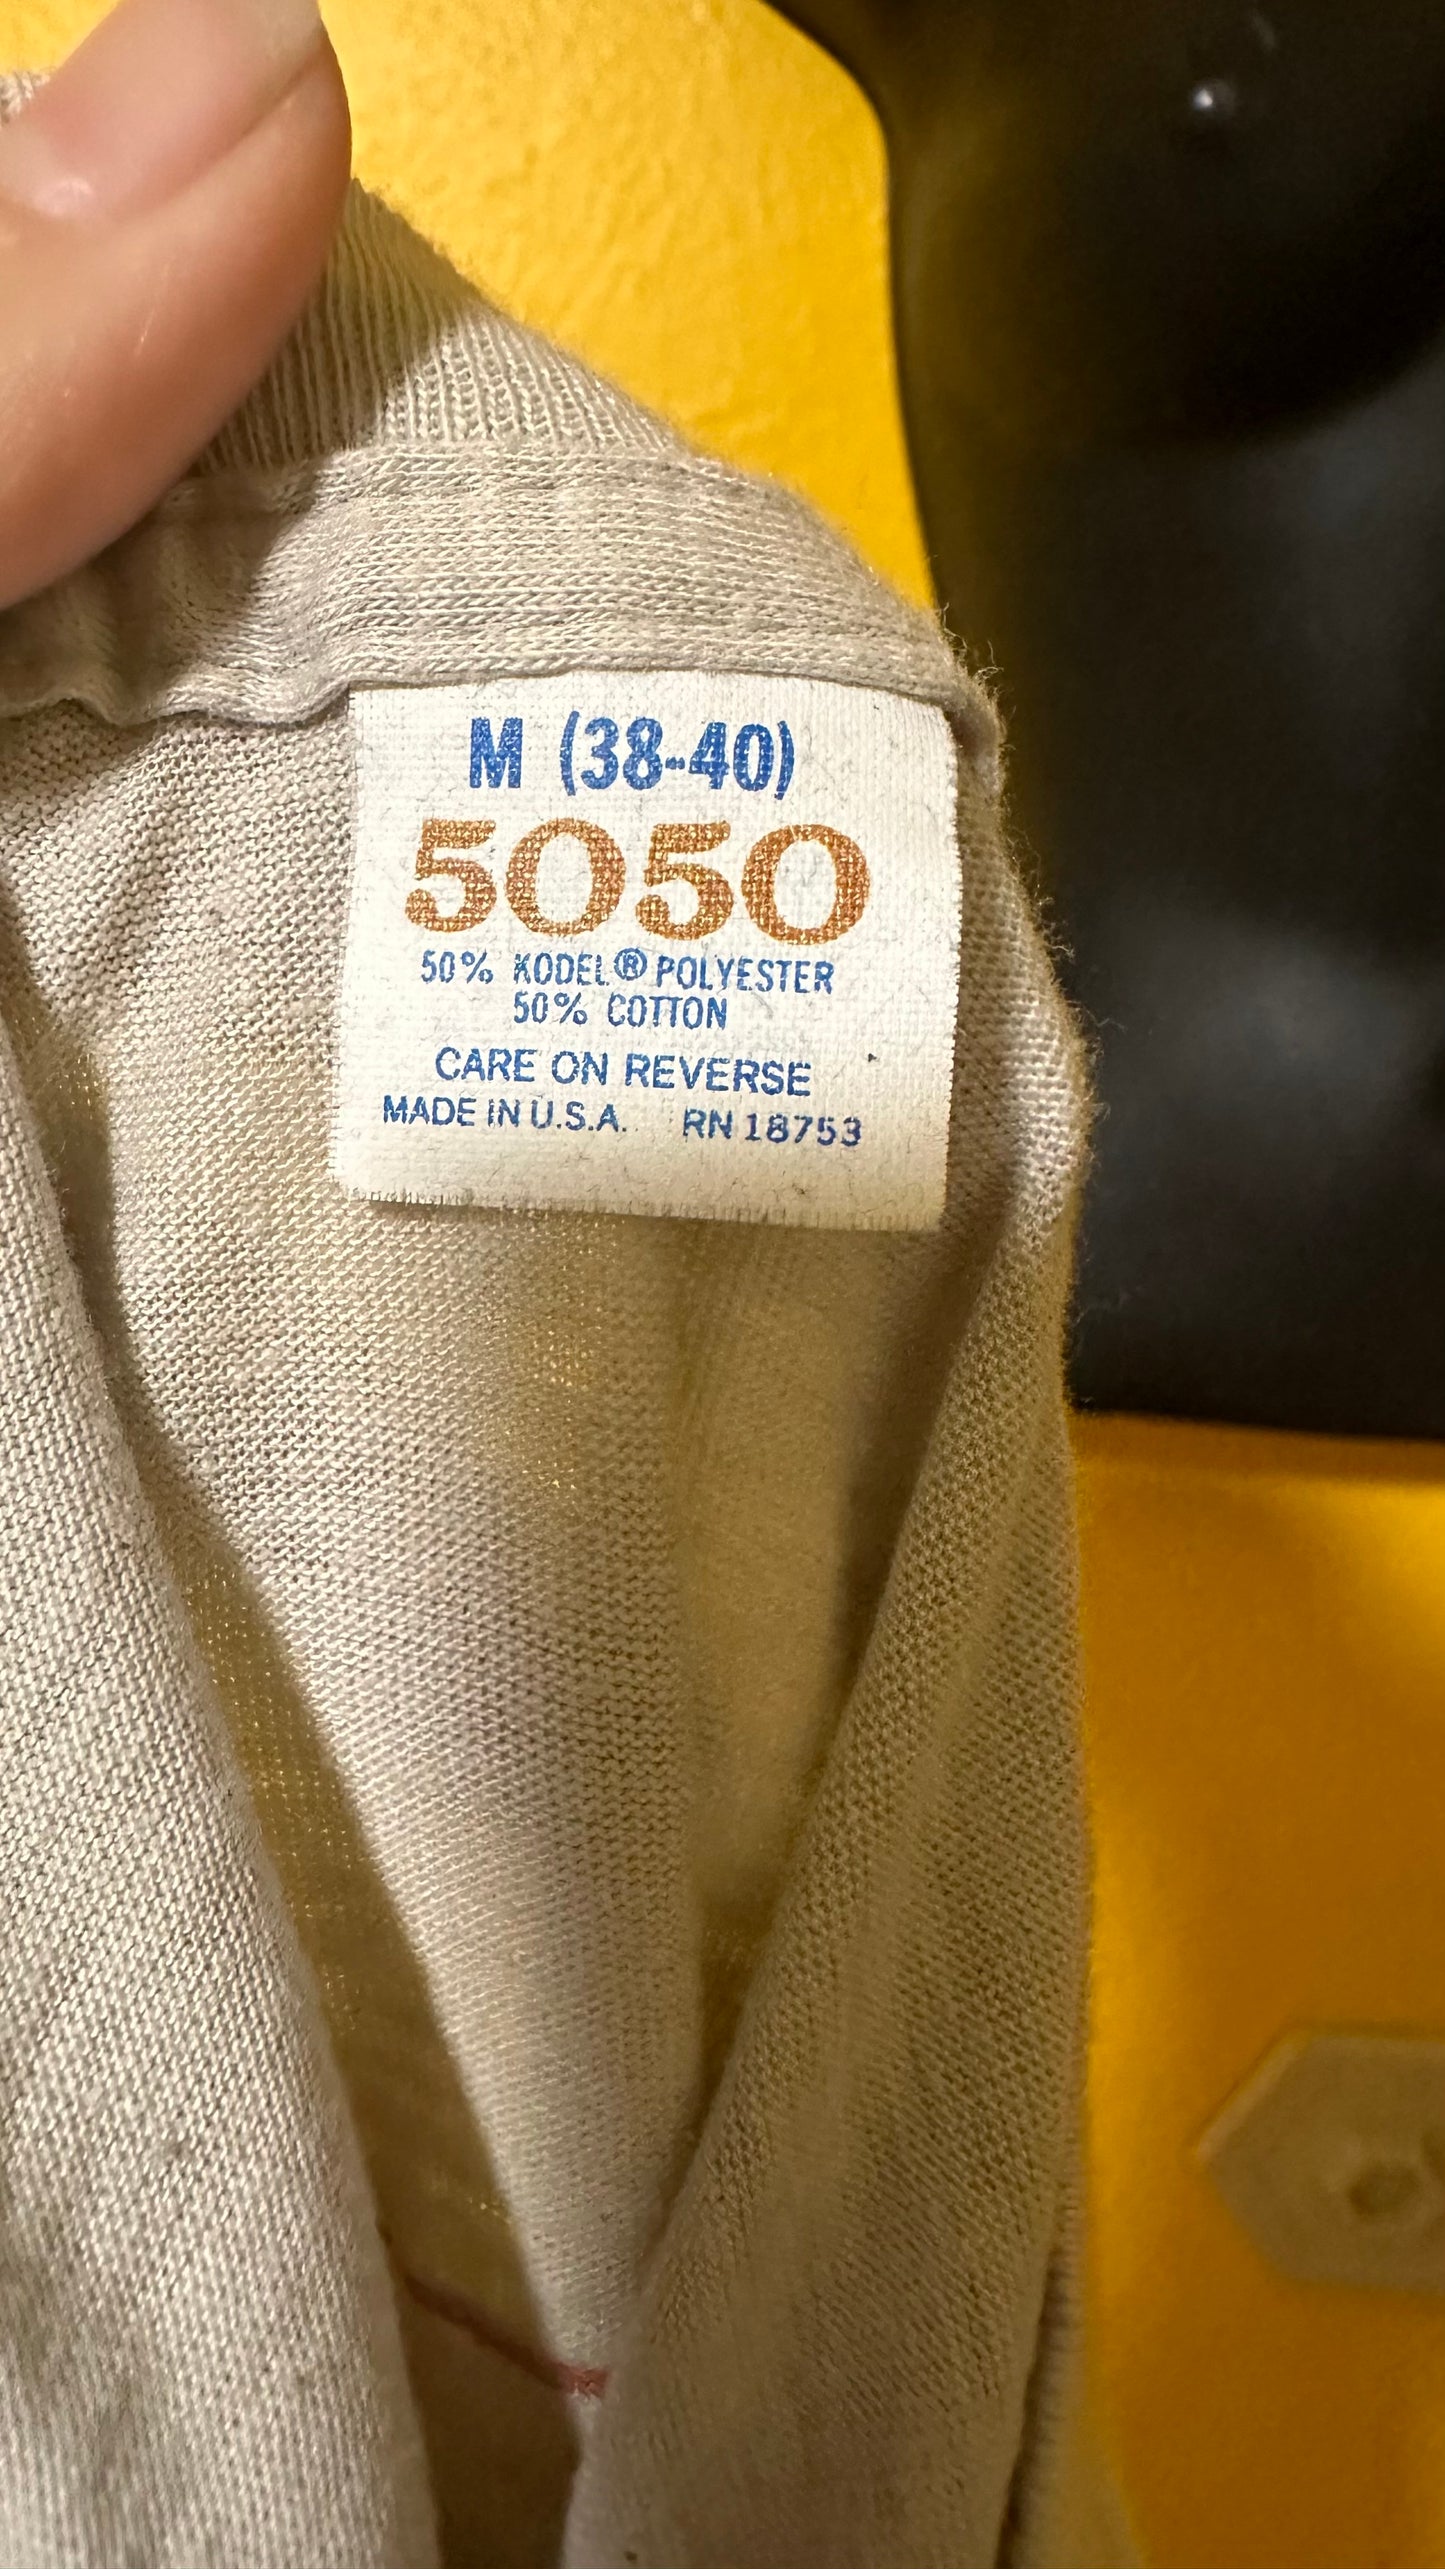 M (38-40)
5050
50% KODEL® POLYESTER
50% COTTON
CARE ON REVERSE
MADE IN U.S.A. RN 18753